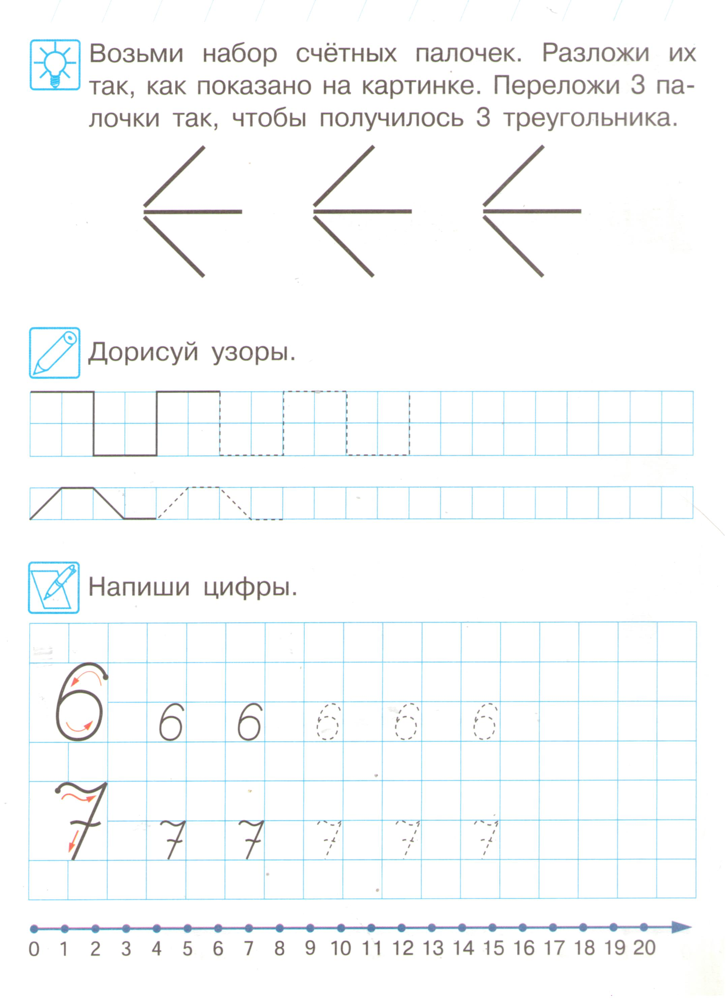 Возьми набор счётных палочек. Разложи их
так, как показано на картинке. Переложи 3 па-
лочки так, чтобы получилось 3 треугольника.
Дорисуй узоры.
Напиши цифры.
6 6 6 6 6 6
7 7 7 7 7 7
0 1 2 3 4 5 6 7 8 9 10 11 12 13 14 15 16 17 18 19 20